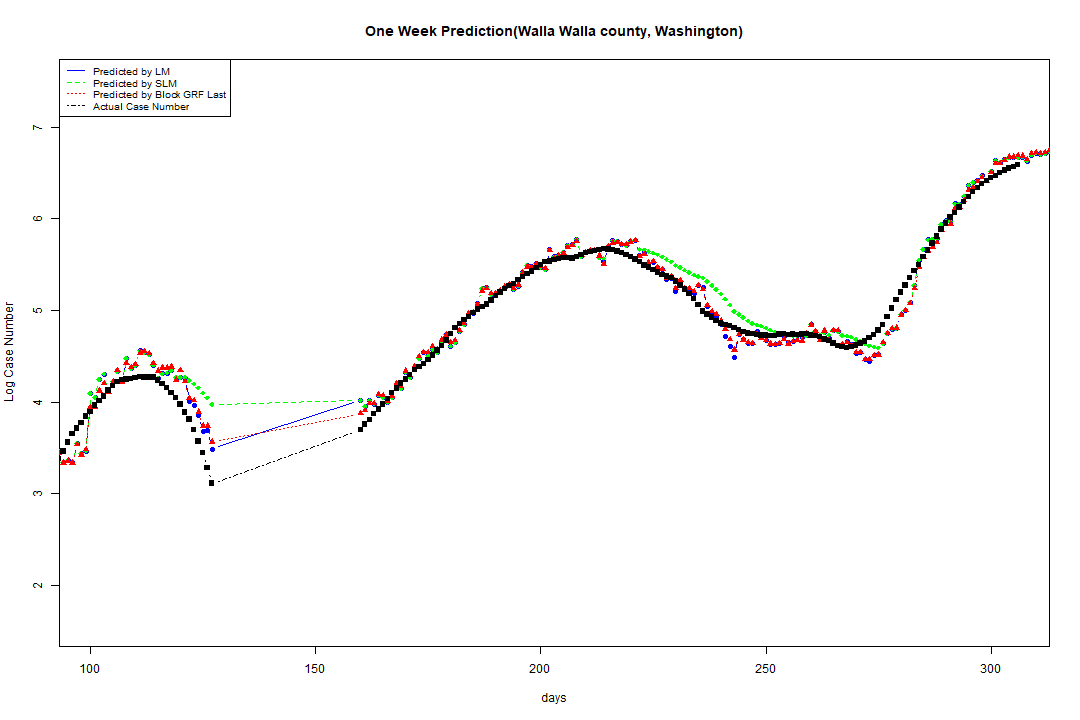 One Week Prediction(Walla Walla county, Washington)
Predicted by LM
Predicted by SLM
Predicted by Block GRF Last
Actual Case Number
Log Case Number
7
6
5
4
3
2
100 150 200 250 300
days